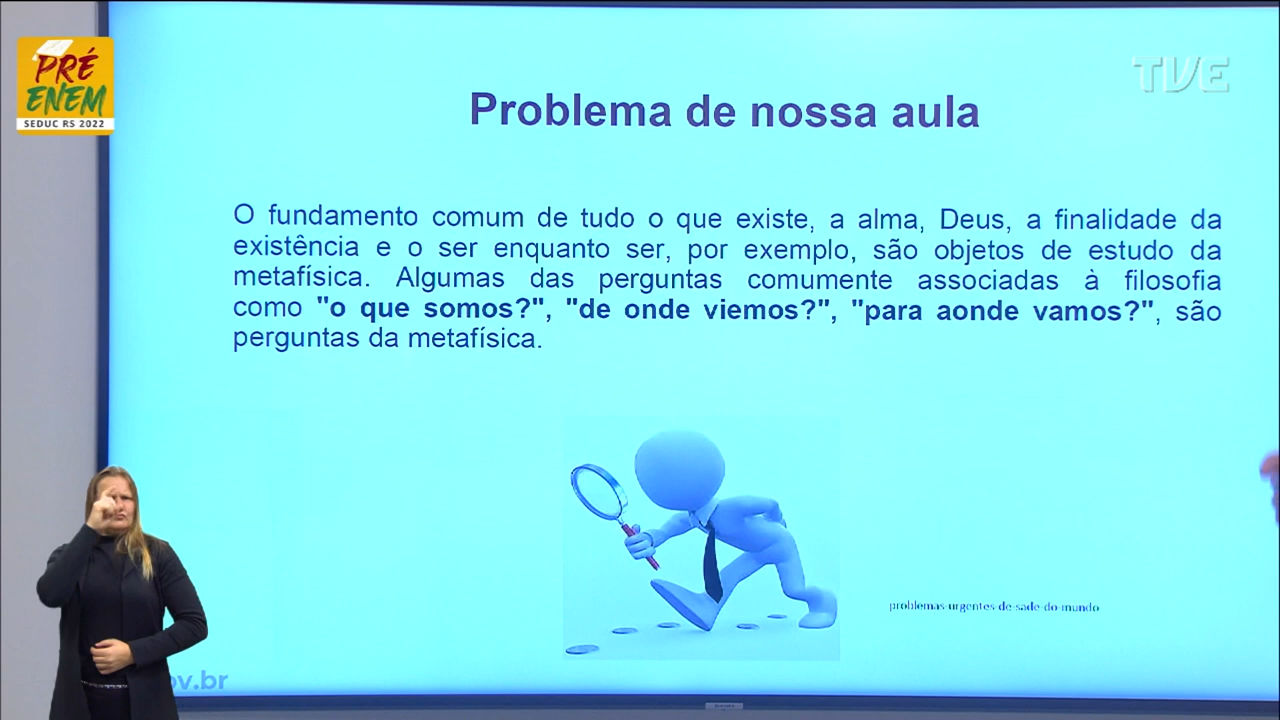 PRÉ
ENEM
SEDUC RS 2022
TVE
Problema de nossa aula
O fundamento comum de tudo o que existe, a alma, Deus, a finalidade da
existência e o ser enquanto ser, por exemplo, são objetos de estudo da
metafísica. Algumas das perguntas comumente associadas à filosofia
como "o que somos?", "de onde viemos?", "para aonde vamos?", são
perguntas da metafísica.
problemas-urgentes-de-sade-do-mundo
ov.br